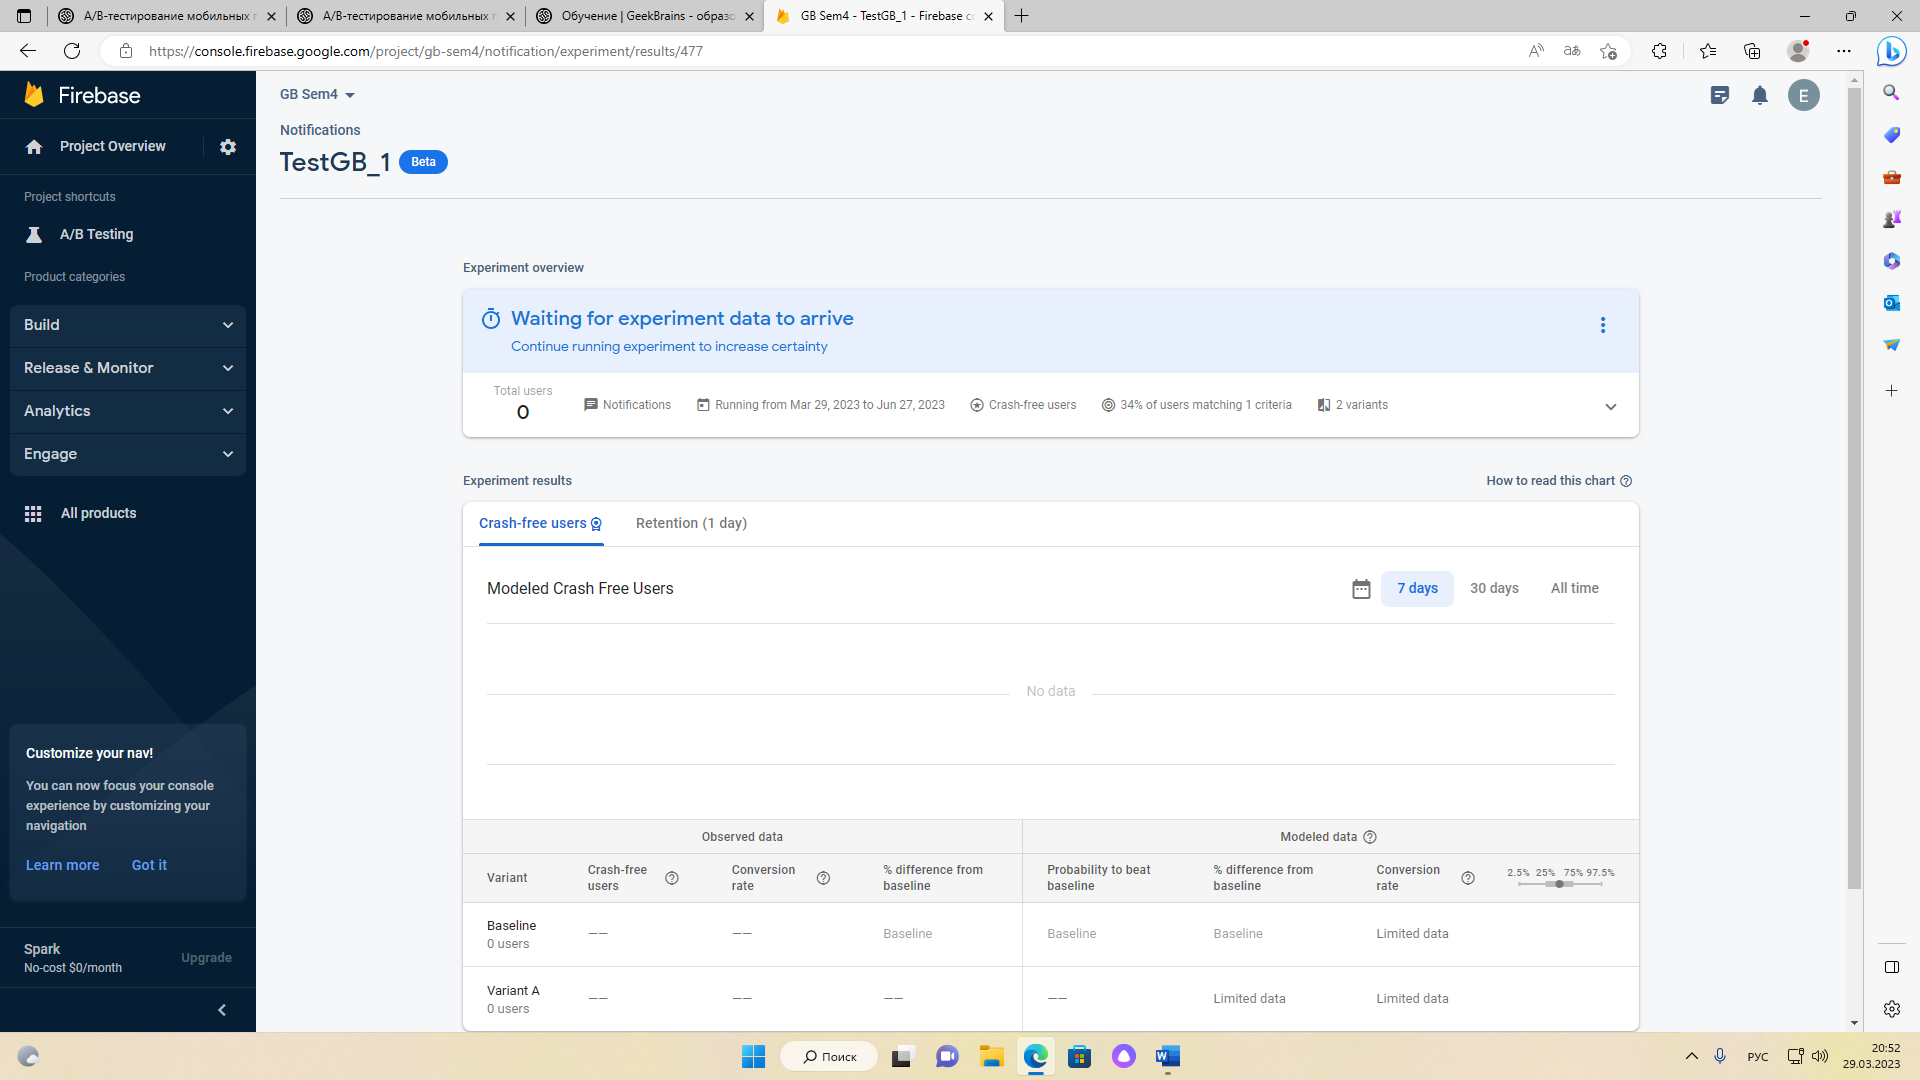 А/В-тестирование мобильных п
А/В-тестирование мобильных п
Обучение | GeekBrains - образо
GB Sem4 - TestGB_1 - Firebase co
https://console.firebase.google.com/project/gb-sem4/notification/experiment/results/477
Firebase
Project Overview
Project shortcuts
A/B Testing
Product categories
Build
Release & Monitor
Analytics
Engage
All products
Customize your nav!
You can now focus your console
experience by customizing your
navigation
Learn more
Got it
Spark
No-cost $0/month
Upgrade
GB Sem4
E
Notifications
TestGB_1
Beta
Experiment overview
Waiting for experiment data to arrive
Continue running experiment to increase certainty
Total users
0
Notifications
Running from Mar 29, 2023 to Jun 27, 2023
Crash-free users
34% of users matching 1 criteria
2 variants
Experiment results
How to read this chart
Crash-free users
Retention (1 day)
Modeled Crash Free Users
7 days
30 days
All time
No data
Observed data
Modeled data
Variant
Crash-free
users
Conversion
rate
% difference from
baseline
Probability to beat
baseline
% difference from
baseline
Conversion
rate
2.5% 25% 75% 97.5%
Baseline
0 users
——
——
Baseline
Baseline
Baseline
Limited data
Variant A
0 users
——
——
——
——
Limited data
Limited data
Поиск
РУС
20:52
29.03.2023